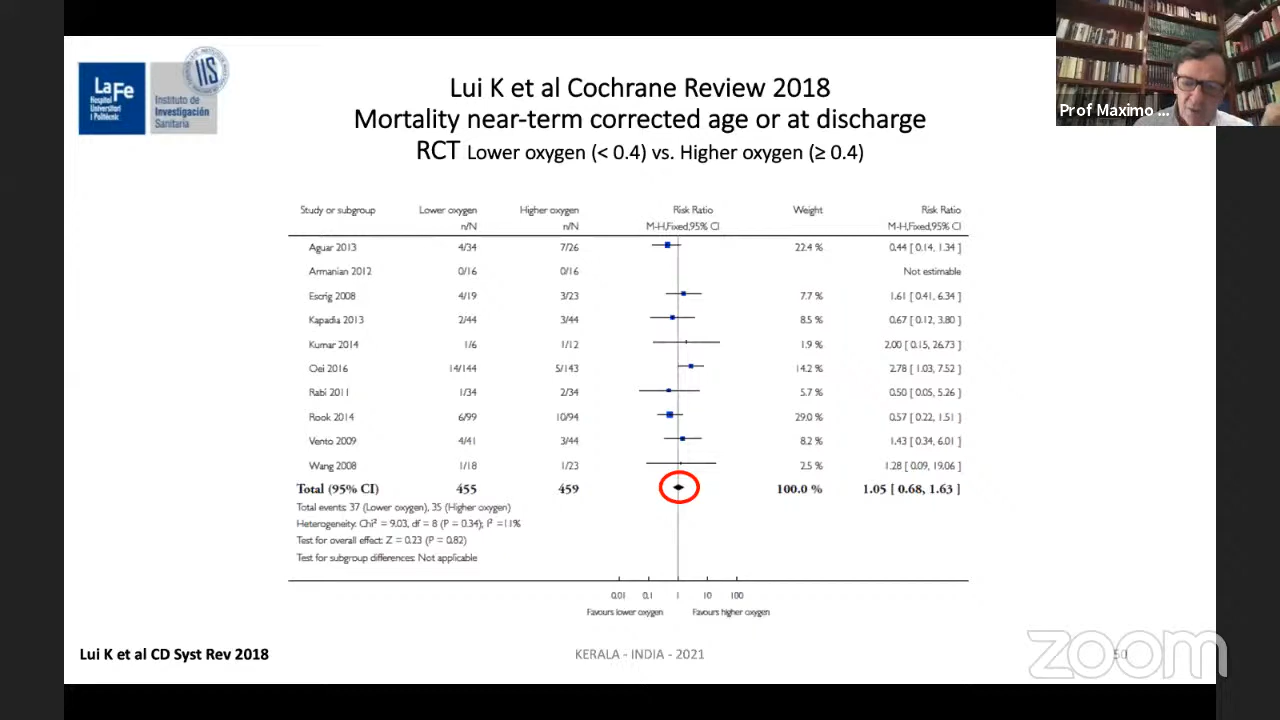 LaFe
Hospital
Universitari
i Politècnic
IIS
Instituto de
Investigación
Sanitaria
Lui K et al Cochrane Review 2018
Mortality near-term corrected age or at discharge
RCT Lower oxygen (< 0.4) vs. Higher oxygen (≥ 0.4)
Prof Maximo ...
Study or subgroup Lower oxygen Higher oxygen Risk Ratio Weight Risk Ratio
n/N n/N M-H,Fixed,95% CI M-H,Fixed,95% CI
Aguar 2013 4/34 7/26 22.4 % 0.44 [ 0.14, 1.34 ]
Armanian 2012 0/16 0/16 Not estimable
Escrig 2008 4/19 3/23 7.7 % 1.61 [ 0.41, 6.34 ]
Kapadia 2013 2/44 3/44 8.5 % 0.67 [ 0.12, 3.80 ]
Kumar 2014 1/6 1/12 1.9 % 2.00 [ 0.15, 26.73 ]
Oei 2016 14/144 5/143 14.2 % 2.78 [ 1.03, 7.52 ]
Rabi 2011 1/34 2/34 5.7 % 0.50 [ 0.05, 5.26 ]
Rook 2014 6/99 10/94 29.0 % 0.57 [ 0.22, 1.51 ]
Vento 2009 4/41 3/44 8.2 % 1.43 [ 0.34, 6.01 ]
Wang 2008 1/18 1/23 2.5 % 1.28 [ 0.09, 19.06 ]
Total (95% CI) 455 459 100.0 % 1.05 [ 0.68, 1.63 ]
Total events: 37 (Lower oxygen), 35 (Higher oxygen)
Heterogeneity: Chi² = 9.03, df = 8 (P = 0.34); I² =11%
Test for overall effect: Z = 0.23 (P = 0.82)
Test for subgroup differences: Not applicable
0.01 0.1 1 10 100
Favours lower oxygen Favours higher oxygen
Lui K et al CD Syst Rev 2018
KERALA - INDIA - 2021
50
zoom